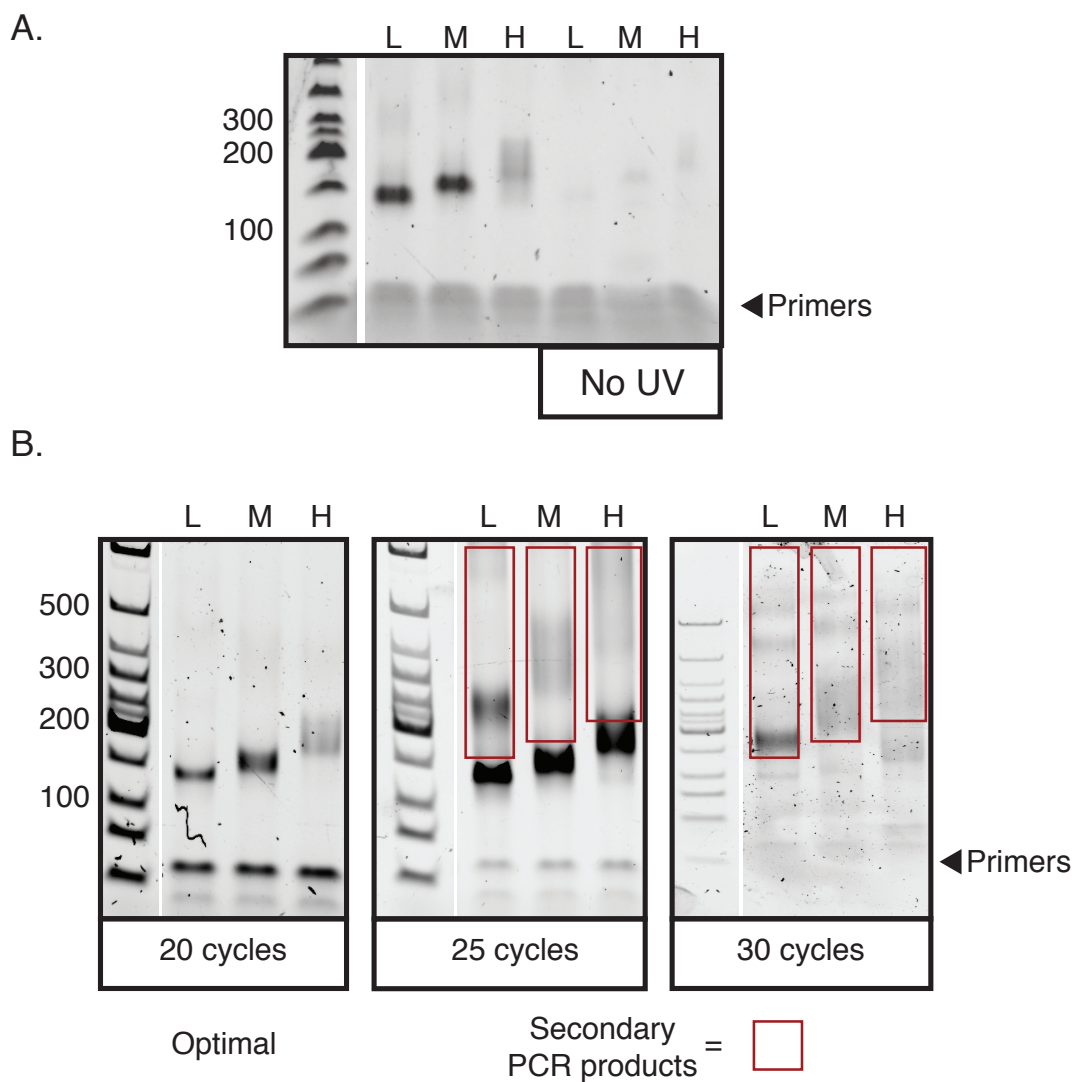 A.
L M H L M H
300
200
100
◀Primers
No UV
B.
L M H L M H L M H
500
300
200
100
◀Primers
20 cycles 25 cycles 30 cycles
Optimal
Secondary
PCR products =